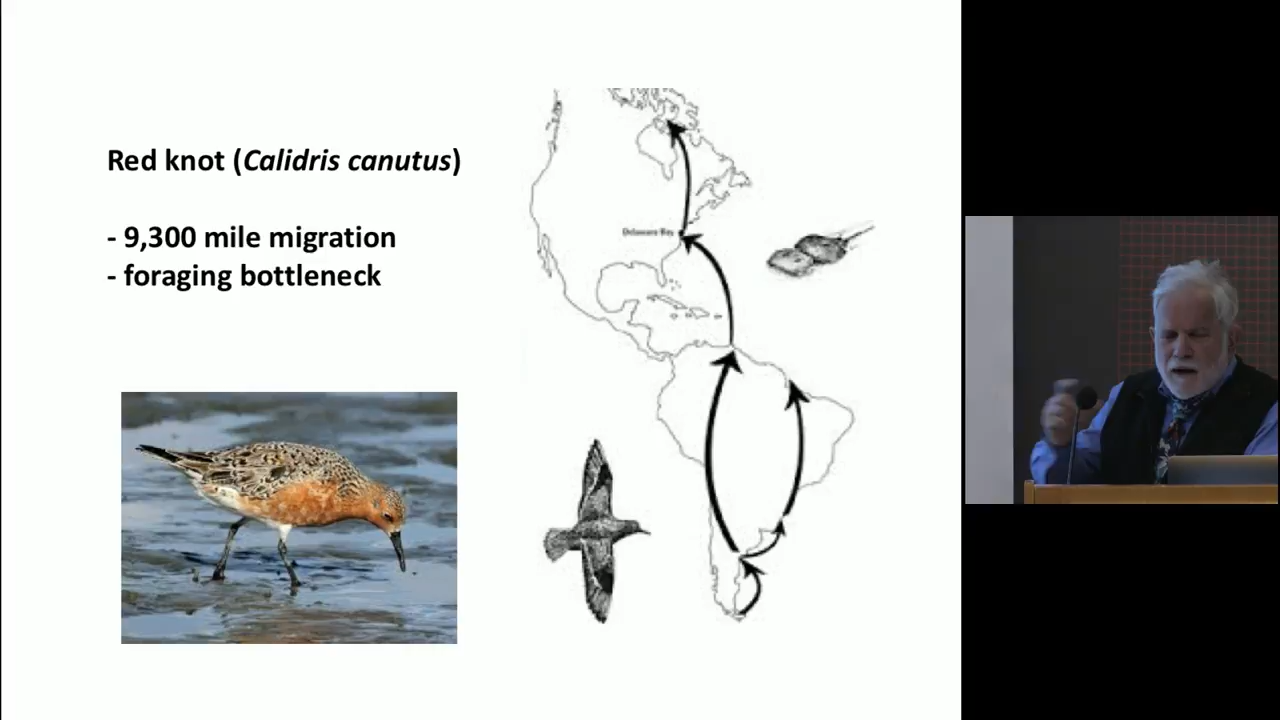 Red knot (Calidris canutus)
- 9,300 mile migration
- foraging bottleneck
Delaware Bay